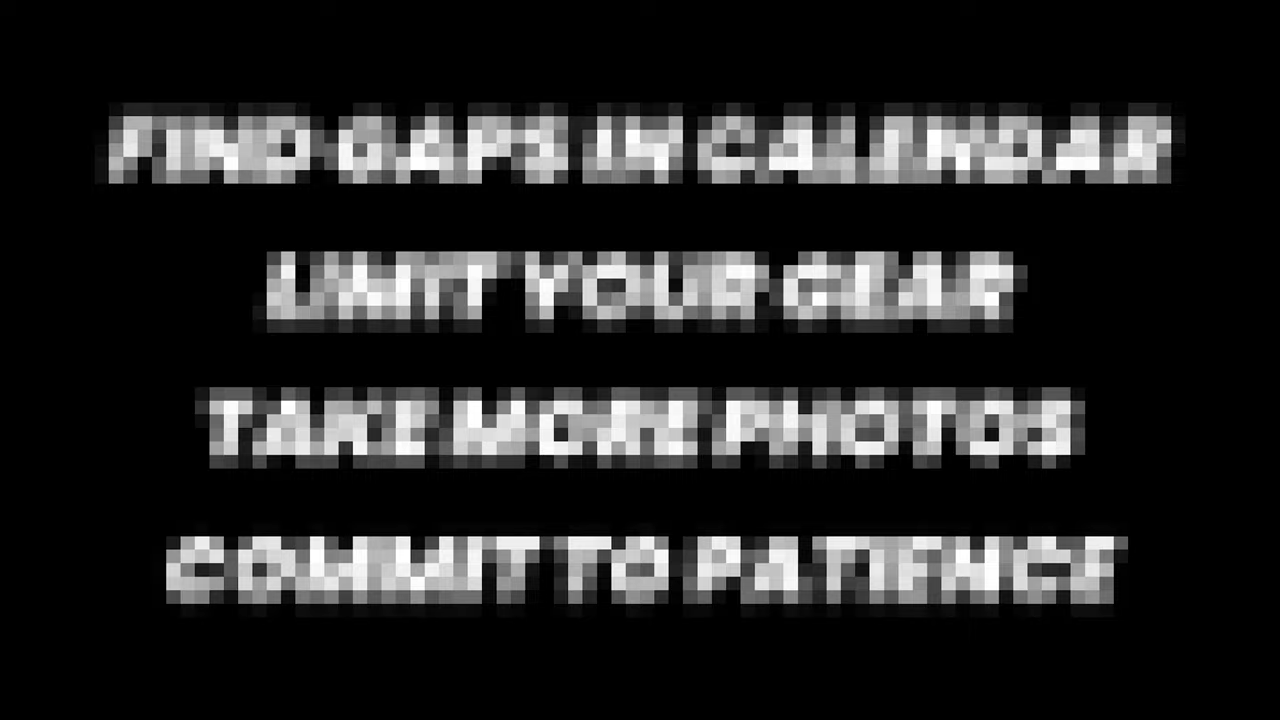 FIND GAPS IN CALENDAR
LIMIT YOUR GEAR
TAKE MORE PHOTOS
COMMIT TO PATIENCE